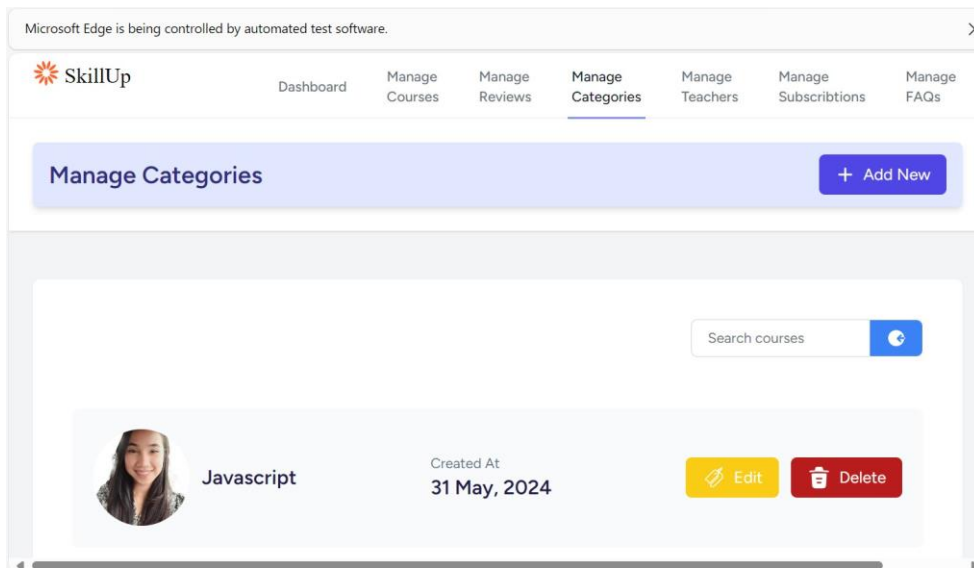 Microsoft Edge is being controlled by automated test software.
SkillUp
Dashboard
Manage
Courses
Manage
Reviews
Manage
Categories
Manage
Teachers
Manage
Subscribtions
Manage
FAQs
Manage Categories
+ Add New
Search courses
Javascript
Created At
31 May, 2024
Edit
Delete